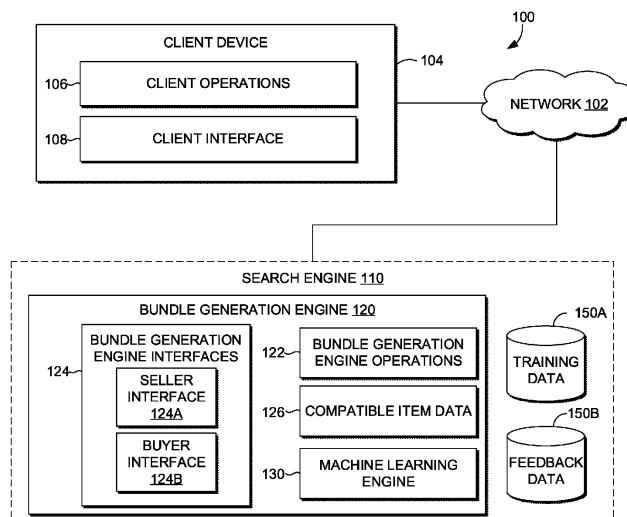 100
CLIENT DEVICE
104
106
CLIENT OPERATIONS
108
CLIENT INTERFACE
NETWORK 102
SEARCH ENGINE 110
BUNDLE GENERATION ENGINE 120
124
BUNDLE GENERATION
ENGINE INTERFACES
SELLER
INTERFACE
124A
BUYER
INTERFACE
124B
122
BUNDLE GENERATION
ENGINE OPERATIONS
126
COMPATIBLE ITEM DATA
130
MACHINE LEARNING
ENGINE
150A
TRAINING
DATA
150B
FEEDBACK
DATA